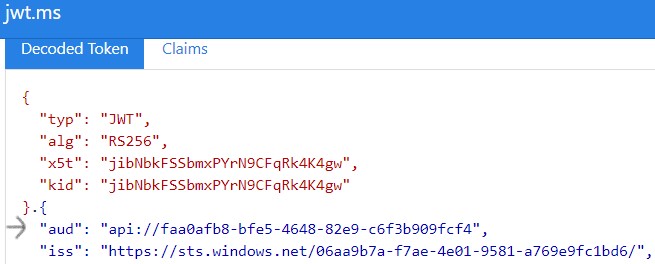 jwt.ms
Decoded Token Claims
{
"typ": "JWT",
"alg": "RS256",
"x5t": "jibNbkFSSbmxPYrN9CFqRk4K4gw",
"kid": "jibNbkFSSbmxPYrN9CFqRk4K4gw"
}.{
"aud": "api://faa0afb8-bfe5-4648-82e9-c6f3b909fcf4",
"iss": "https://sts.windows.net/06aa9b7a-f7ae-4e01-9581-a769e9fc1bd6/",